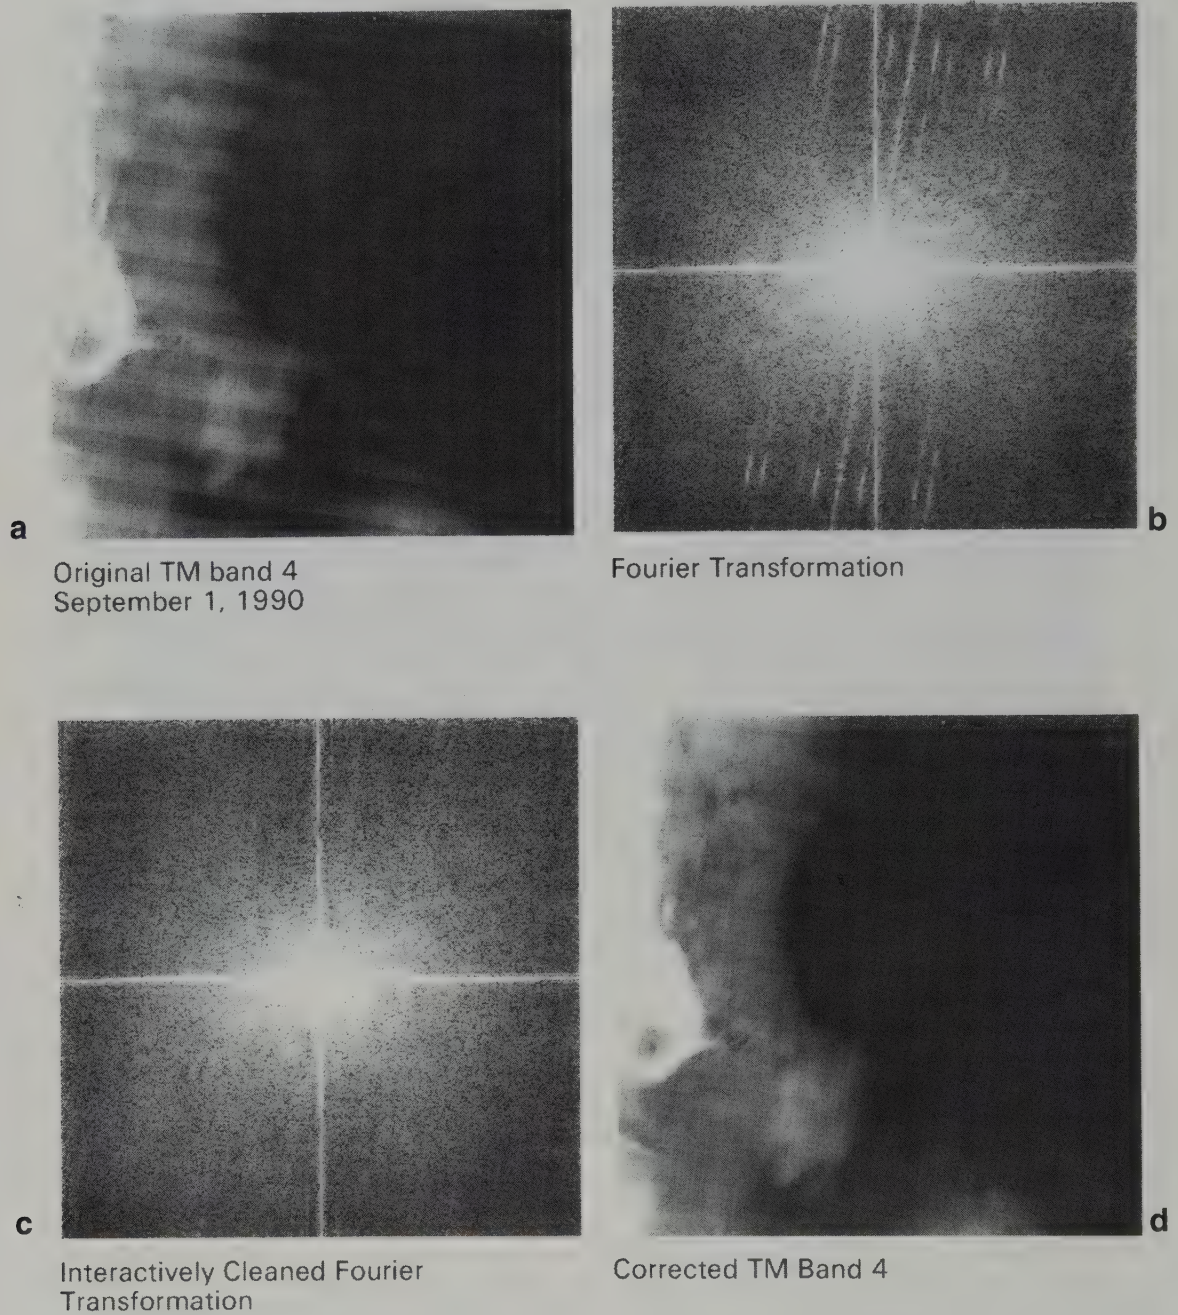 a
b
Original TM band 4
September 1, 1990
Fourier Transformation
c
d
Interactively Cleaned Fourier
Transformation
Corrected TM Band 4